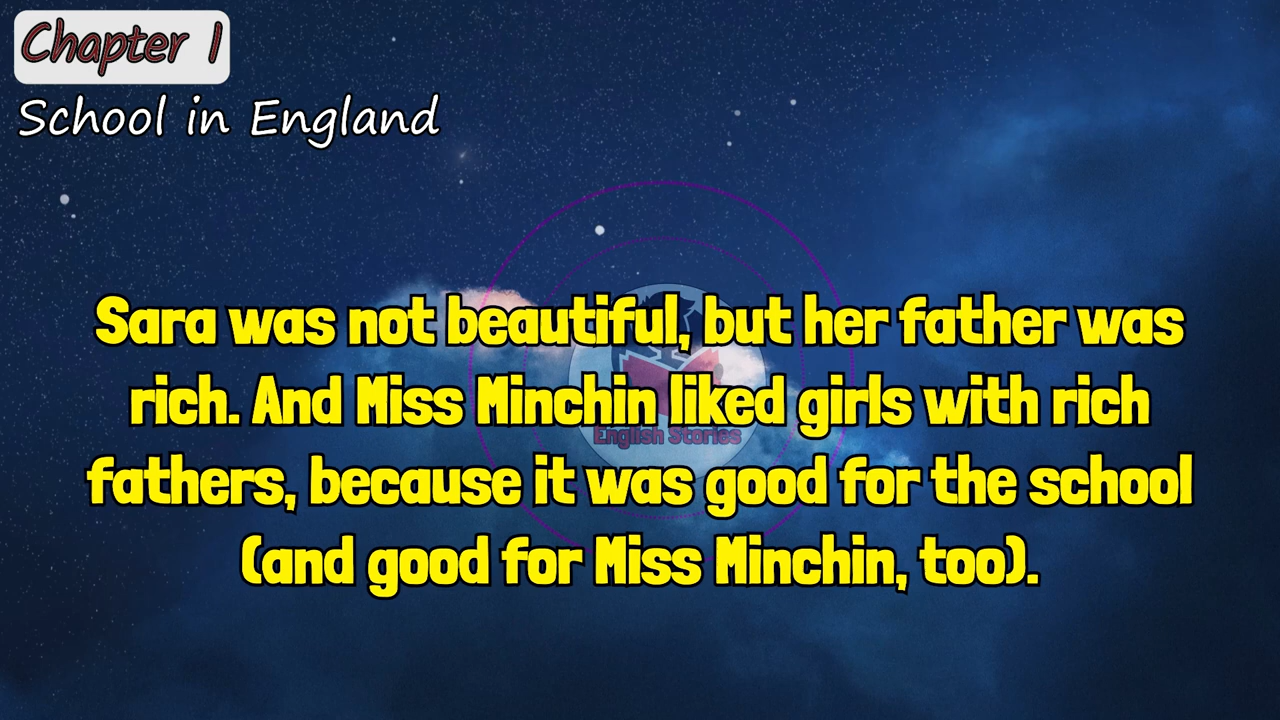 Chapter 1
School in England
Sara was not beautiful, but her father was
rich. And Miss Minchin liked girls with rich
fathers, because it was good for the school
(and good for Miss Minchin, too).
English Stories